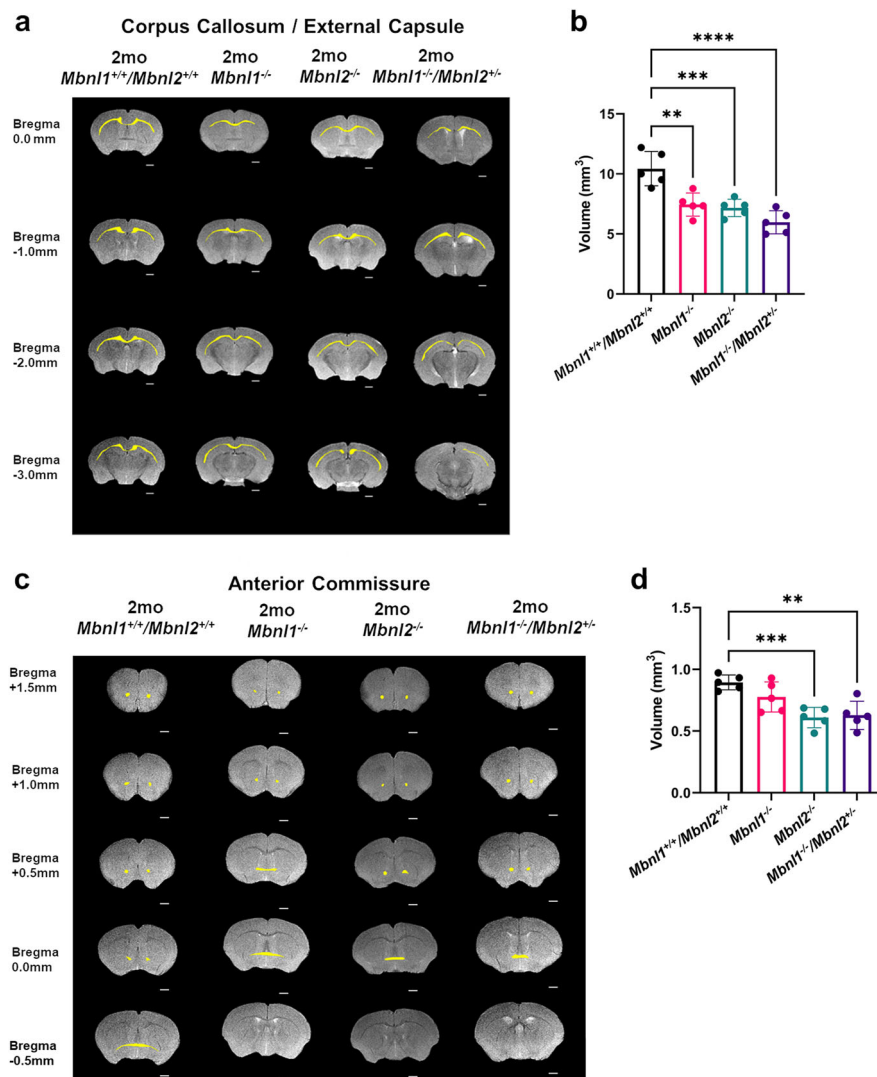 a
Corpus Callosum / External Capsule
2mo 2mo 2mo 2mo
Mbnl1+/+/Mbnl2+/+ Mbnl1-/- Mbnl2-/- Mbnl1-/-/Mbnl2+/-
Bregma
0.0 mm
Bregma
-1.0mm
Bregma
-2.0mm
Bregma
-3.0mm
b
****
***
**
Volume (mm3)
15
10
5
0
Mbnl1+/+/Mbnl2+/+
Mbnl1-/-
Mbnl2-/-
Mbnl1-/-/Mbnl2+/-
c
Anterior Commissure
2mo 2mo 2mo 2mo
Mbnl1+/+/Mbnl2+/+ Mbnl1-/- Mbnl2-/- Mbnl1-/-/Mbnl2+/-
Bregma
+1.5mm
Bregma
+1.0mm
Bregma
+0.5mm
Bregma
0.0mm
Bregma
-0.5mm
d
**
***
Volume (mm3)
1.5
1.0
0.5
0.0
Mbnl1+/+/Mbnl2+/+
Mbnl1-/-
Mbnl2-/-
Mbnl1-/-/Mbnl2+/-